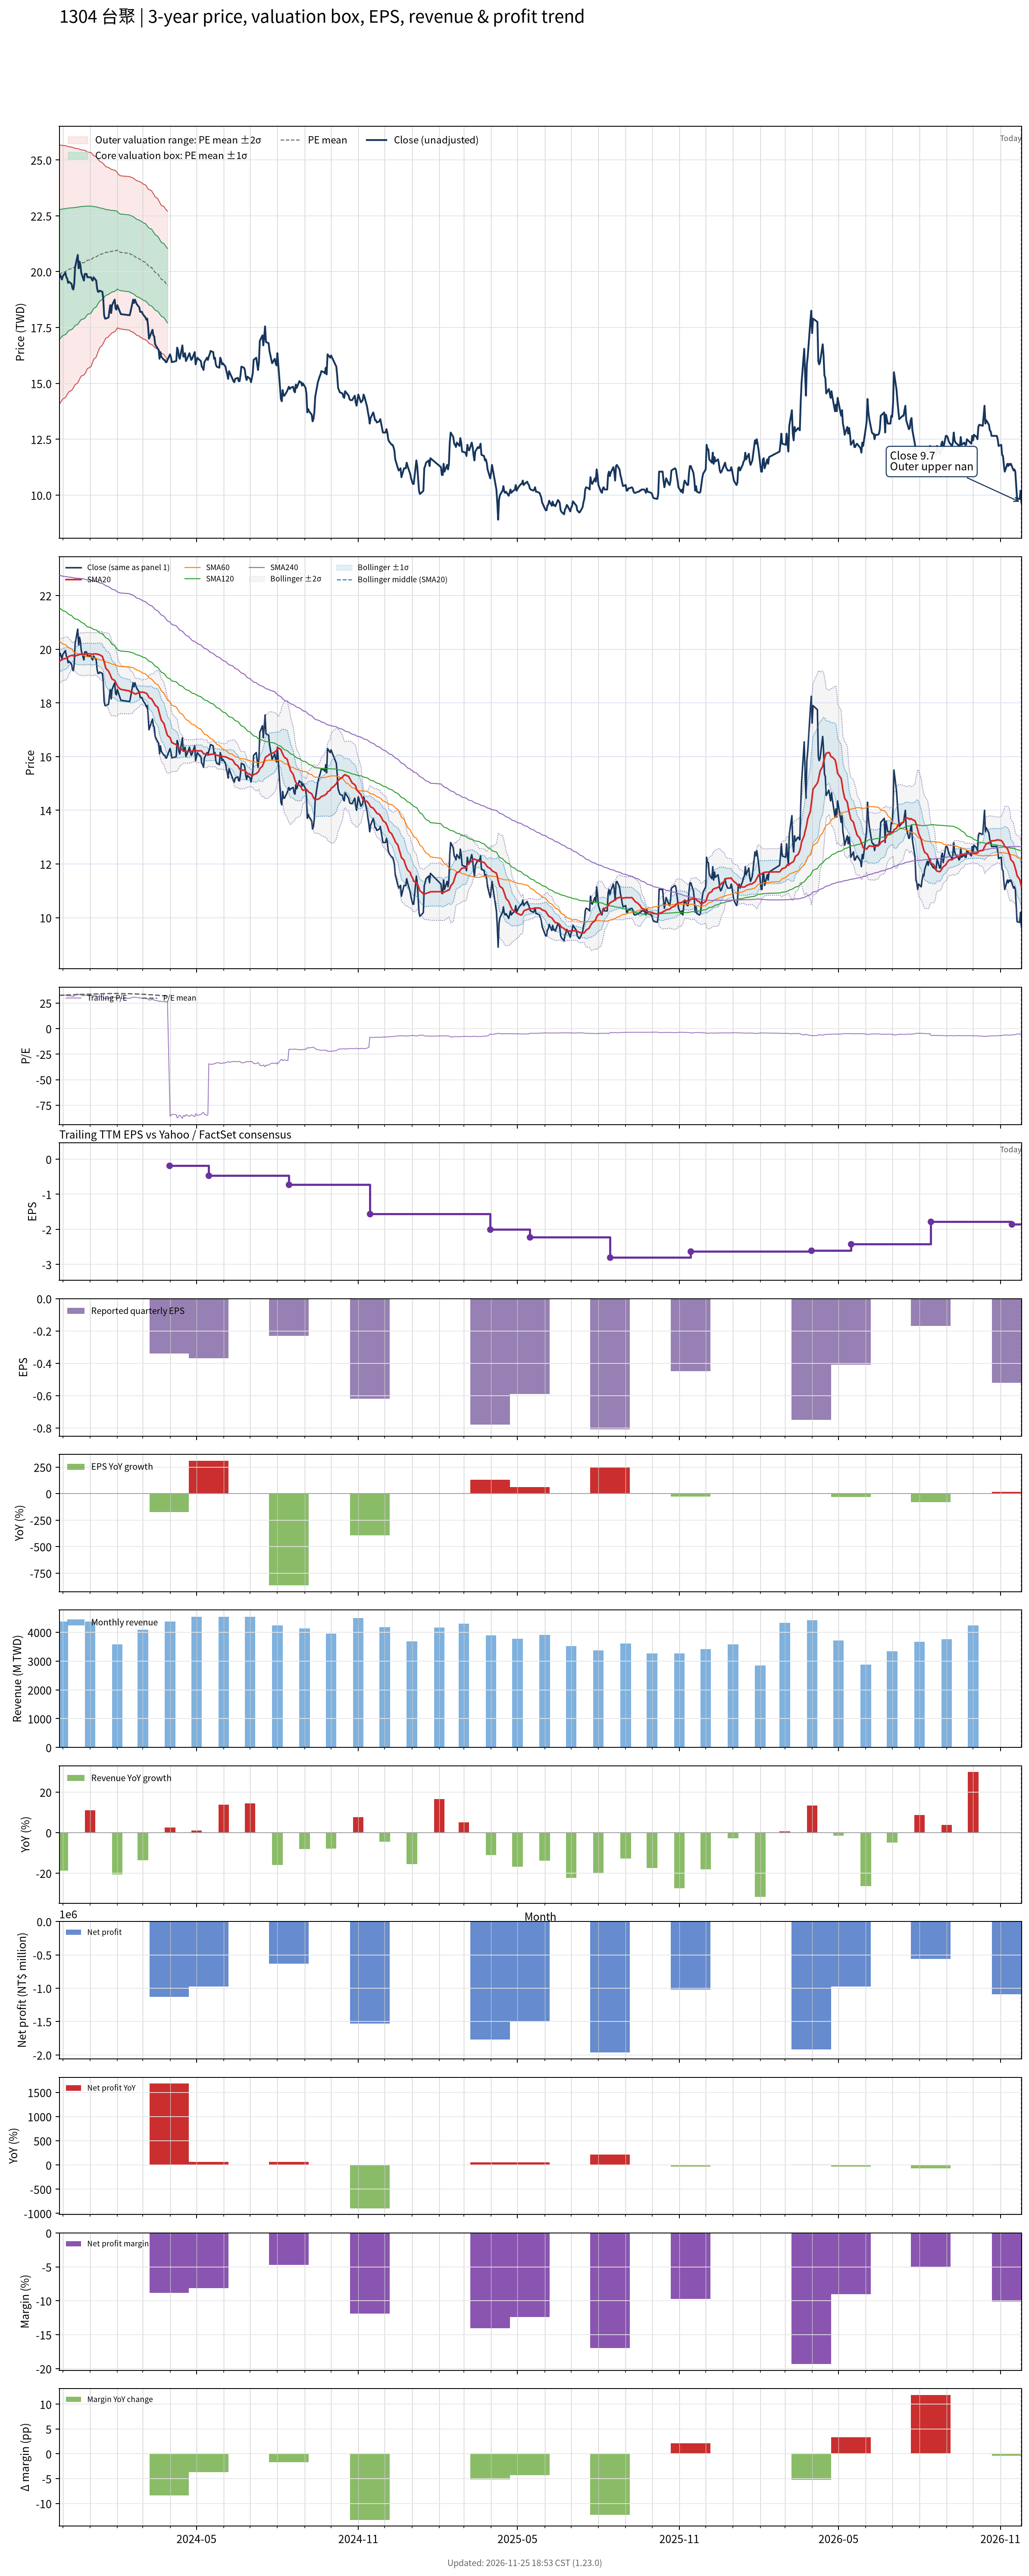 1304 台聚 | 3-year price, valuation box, EPS, revenue & profit trend
Outer valuation range: PE mean ±2σ
PE mean
Close (unadjusted)
Core valuation box: PE mean ±1σ
Today
Price (TWD)
25.0
22.5
20.0
17.5
15.0
12.5
10.0
Close 9.7
Outer upper nan
Close (same as panel 1)
SMA20
SMA60
SMA120
SMA240
Bollinger ±2σ
Bollinger ±1σ
Bollinger middle (SMA20)
Price
22
20
18
16
14
12
10
Trailing P/E
P/E mean
P/E
25
0
-25
-50
-75
Trailing TTM EPS vs Yahoo / FactSet consensus
Today
EPS
0
-1
-2
-3
Reported quarterly EPS
EPS
0.0
-0.2
-0.4
-0.6
-0.8
EPS YoY growth
YoY (%)
250
0
-250
-500
-750
Monthly revenue
Revenue (M TWD)
4000
3000
2000
1000
0
Revenue YoY growth
YoY (%)
20
0
-20
Month
1e6
Net profit
Net profit (NT$ million)
0.0
-0.5
-1.0
-1.5
-2.0
Net profit YoY
YoY (%)
1500
1000
500
0
-500
-1000
Net profit margin
Margin (%)
0
-5
-10
-15
-20
Margin YoY change
Δ margin (pp)
10
5
0
-5
-10
2024-05
2024-11
2025-05
2025-11
2026-05
2026-11
Updated: 2026-11-25 18:53 CST (1.23.0)